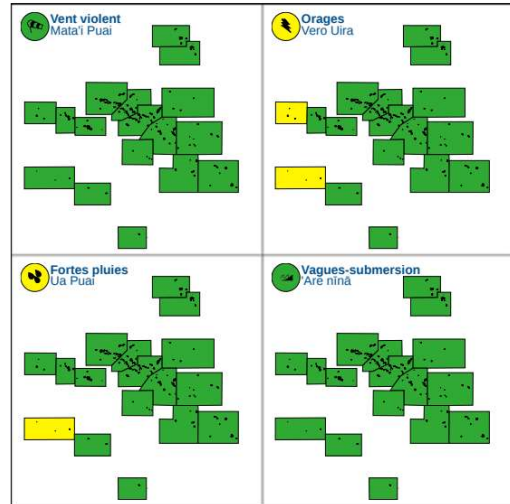 Vent violent
Mata'i Puai
Orages
Vero Uira
Fortes pluies
Ua Puai
Vagues-submersion
'Are nīnā